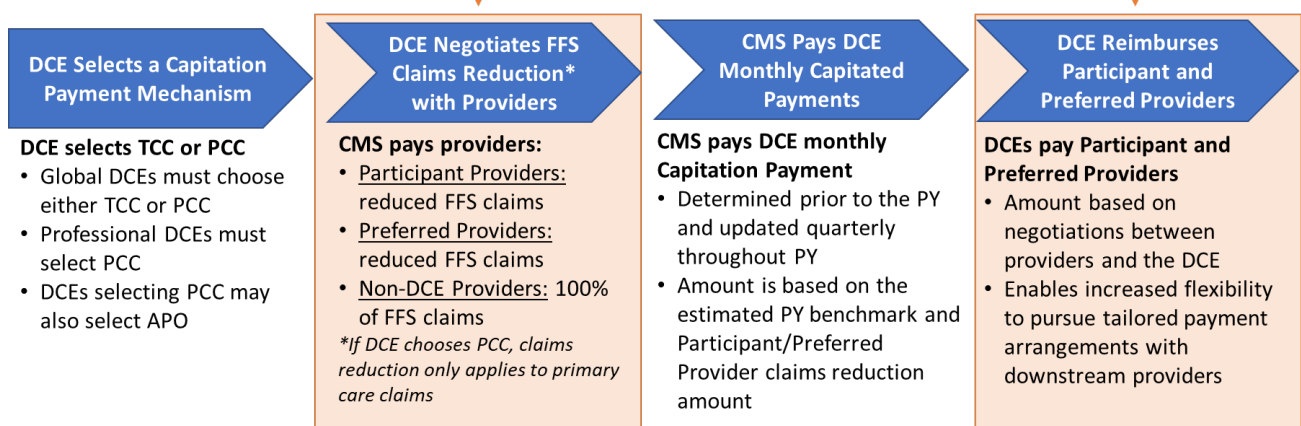 DCE Selects a Capitation
Payment Mechanism
DCE selects TCC or PCC
• Global DCEs must choose
either TCC or PCC
• Professional DCEs must
select PCC
• DCEs selecting PCC may
also select APO
DCE Negotiates FFS
Claims Reduction*
with Providers
CMS pays providers:
• Participant Providers:
reduced FFS claims
• Preferred Providers:
reduced FFS claims
• Non-DCE Providers: 100%
of FFS claims
*If DCE chooses PCC, claims
reduction only applies to primary
care claims
CMS Pays DCE
Monthly Capitated
Payments
CMS pays DCE monthly
Capitation Payment
• Determined prior to the PY
and updated quarterly
throughout PY
• Amount is based on the
estimated PY benchmark and
Participant/Preferred
Provider claims reduction
amount
DCE Reimburses
Participant and
Preferred Providers
DCEs pay Participant and
Preferred Providers
• Amount based on
negotiations between
providers and the DCE
• Enables increased flexibility
to pursue tailored payment
arrangements with
downstream providers